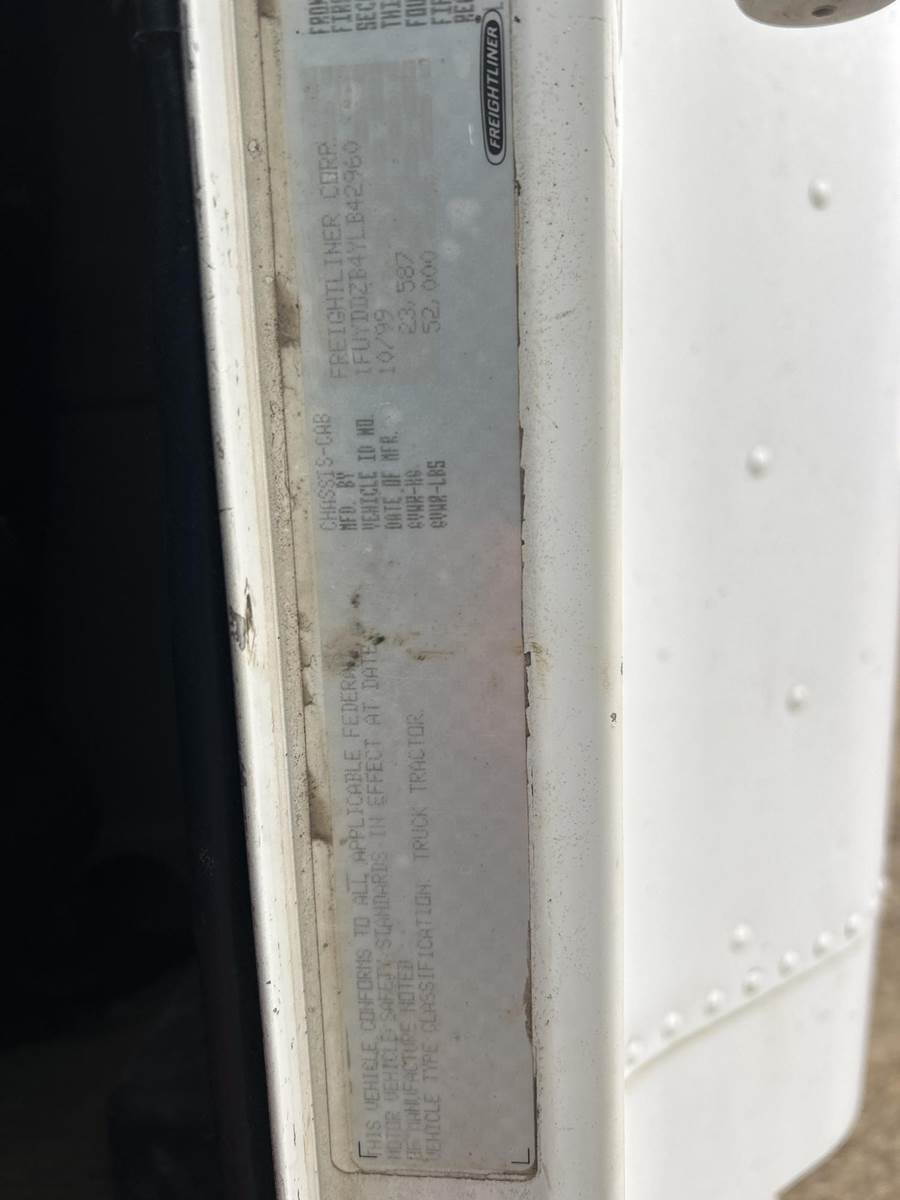 THIS VEHICLE CONFORMS TO ALL APPLICABLE FEDERAL
MOTOR VEHICLE SAFETY STANDARDS IN EFFECT AT DATE
OF MANUFACTURE NOTED
VEHICLE TYPE CLASSIFICATION: TRUCK TRACTOR
CHASSIS-CAB
MFD. BY FREIGHTLINER CORP.
VEHICLE ID NO. 1FUYDDZB4YLB42960
DATE OF MFR. 10/99
GVWR-KG 23,587
GVWR-LBS 52,000
FREIGHTLINER